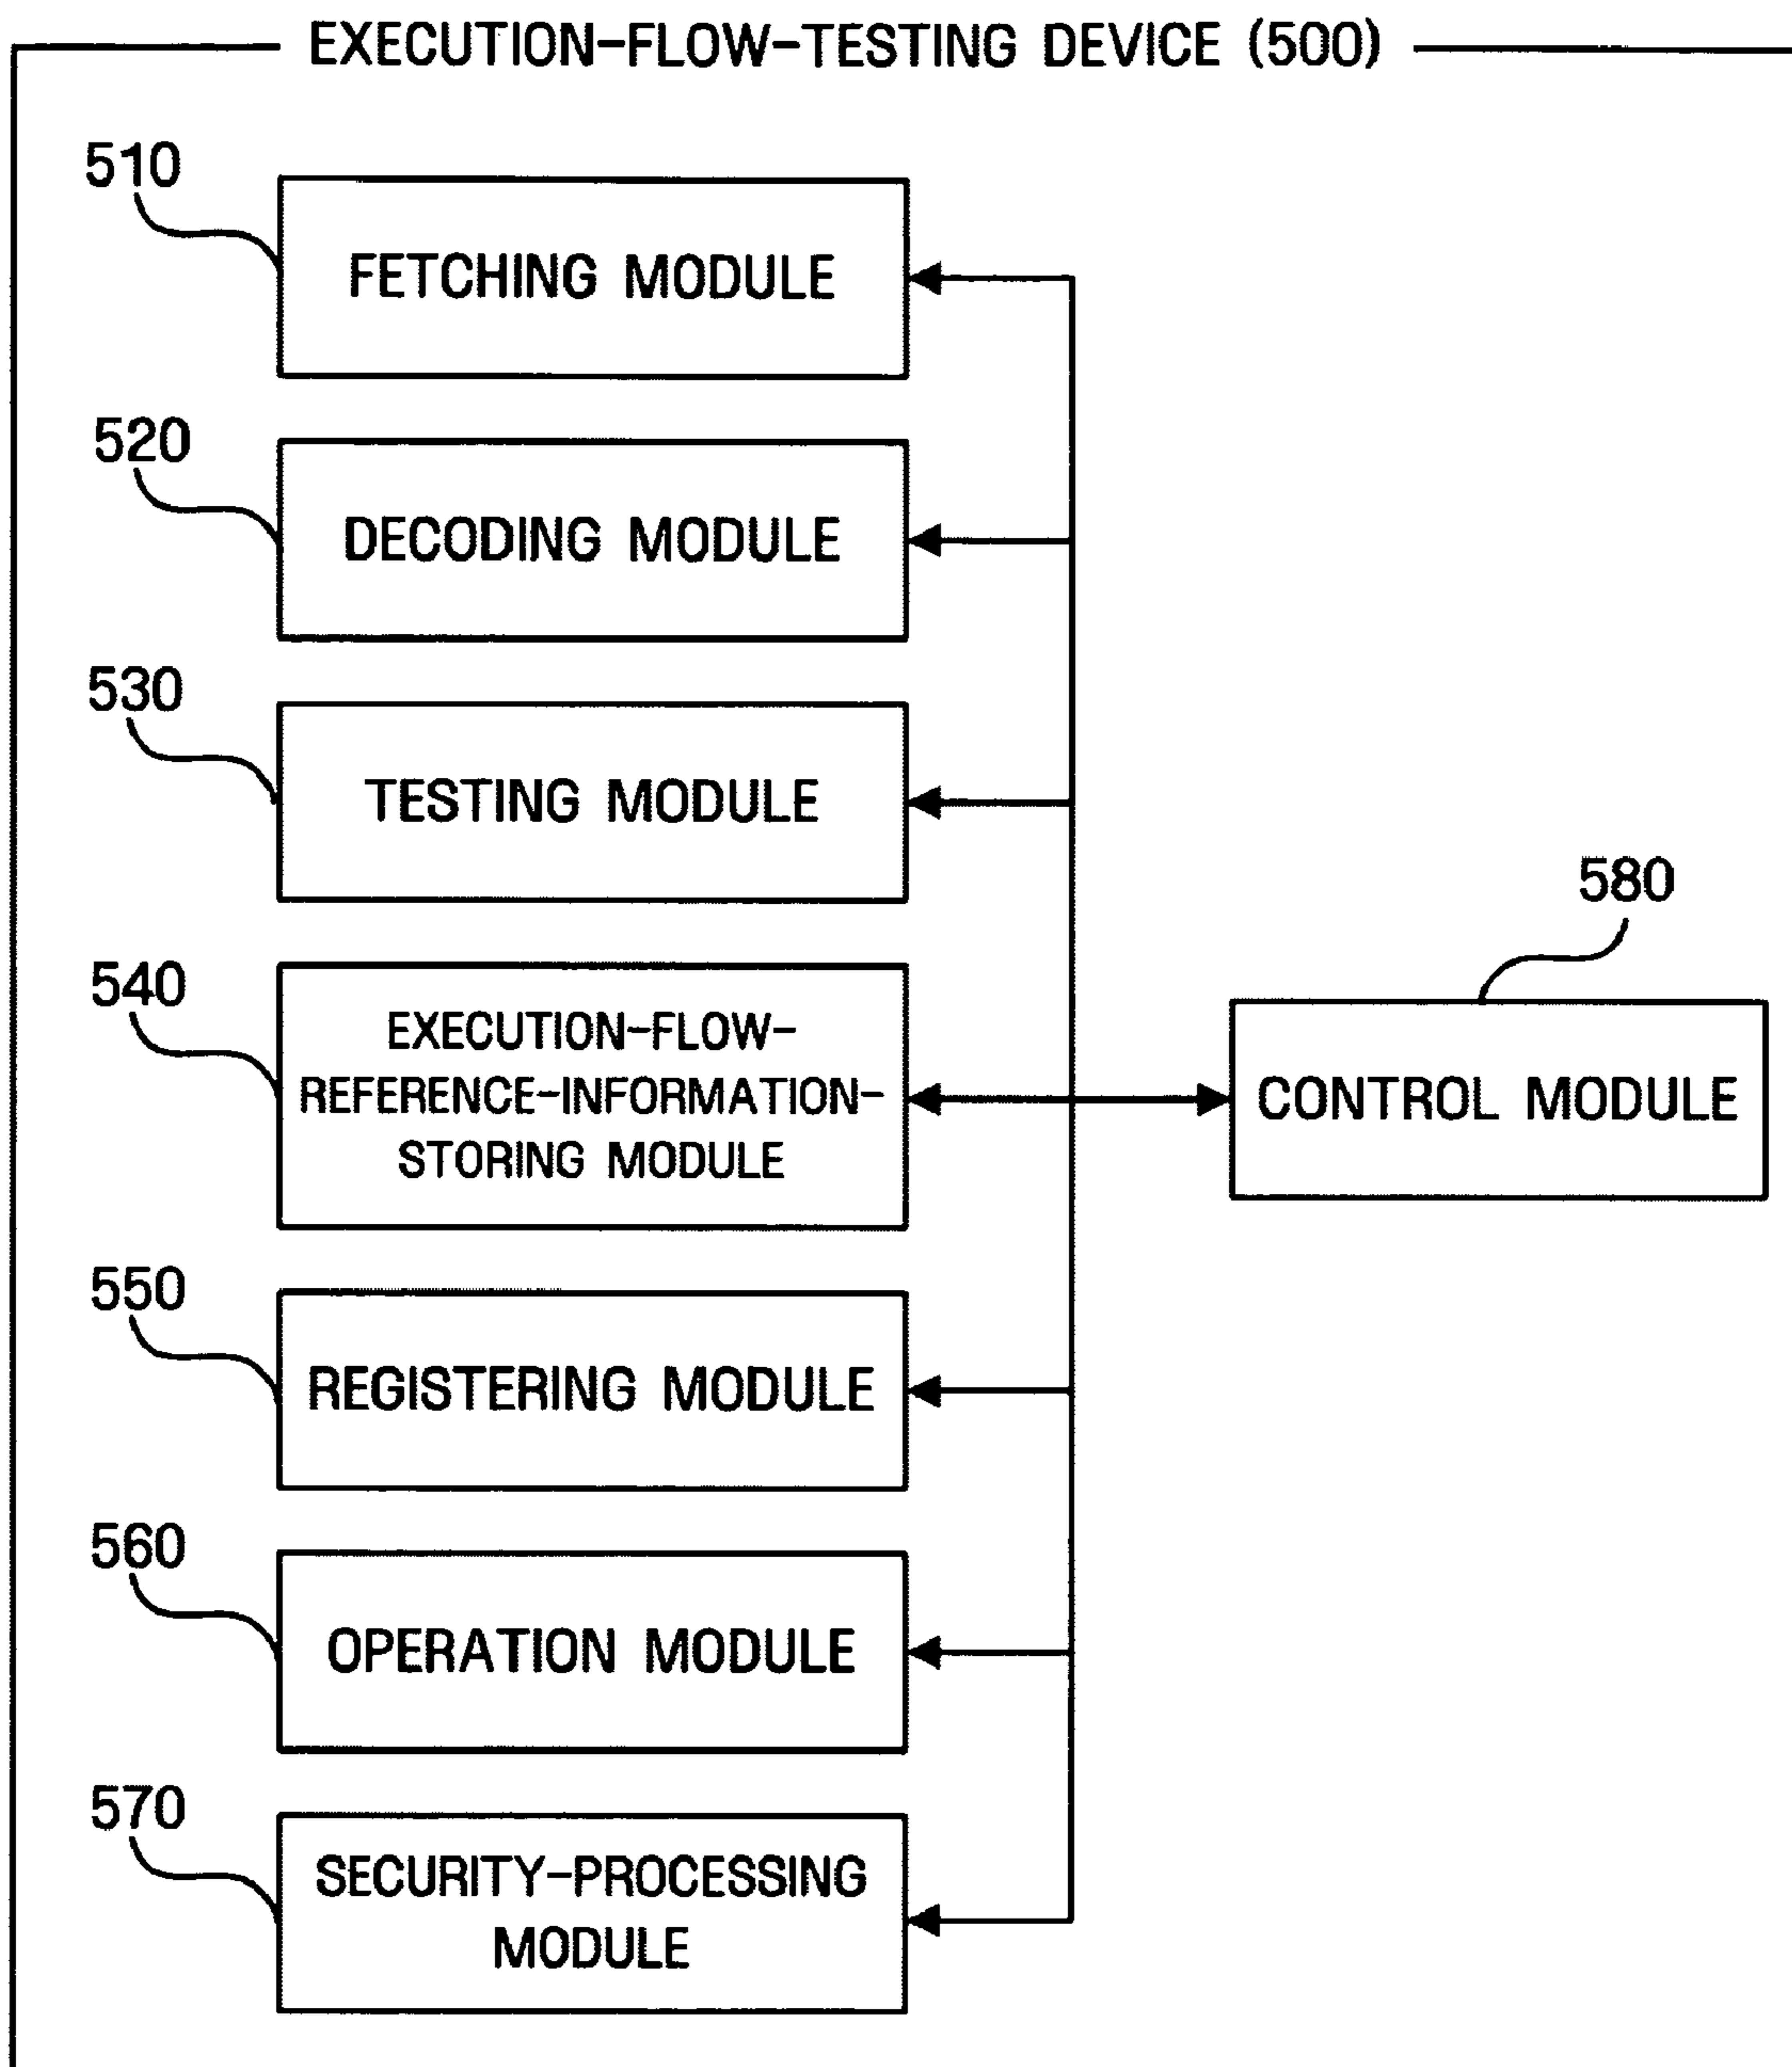 EXECUTION-FLOW-TESTING DEVICE (500)
510
FETCHING MODULE
520
DECODING MODULE
530
TESTING MODULE
580
540
EXECUTION-FLOW-
REFERENCE-INFORMATION-
STORING MODULE
CONTROL MODULE
550
REGISTERING MODULE
560
OPERATION MODULE
570
SECURITY-PROCESSING
MODULE